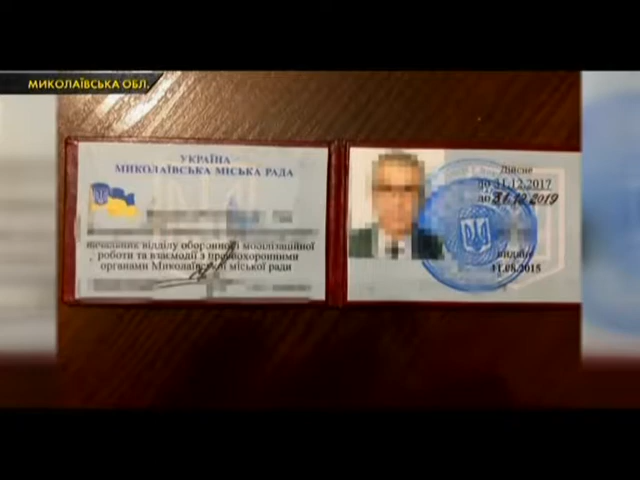 МИКОЛАЇВСЬКА ОБЛ.
УКРАЇНА
МИКОЛАЇВСЬКА МІСЬКА РАДА
начальник відділу оборонної мобілізаційної
роботи та взаємодії з правоохоронними
органами Миколаївської міської ради
Дійсне
до 31.12.2017
до 31.12.2019
видане
11.08.2015